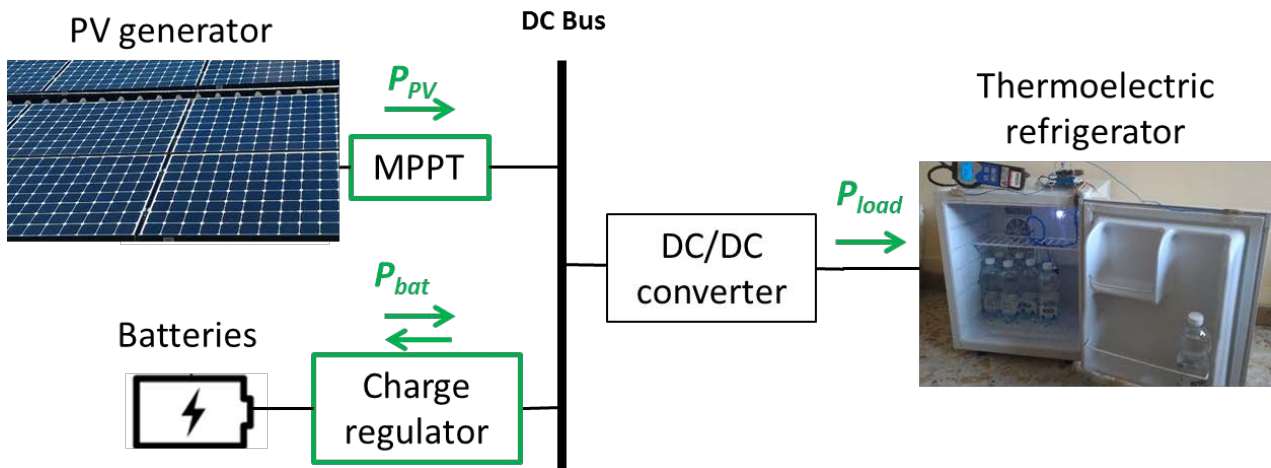 PV generator
DC Bus
P_PV
MPPT
Thermoelectric
refrigerator
P_load
DC/DC
converter
P_bat
Batteries
Charge
regulator